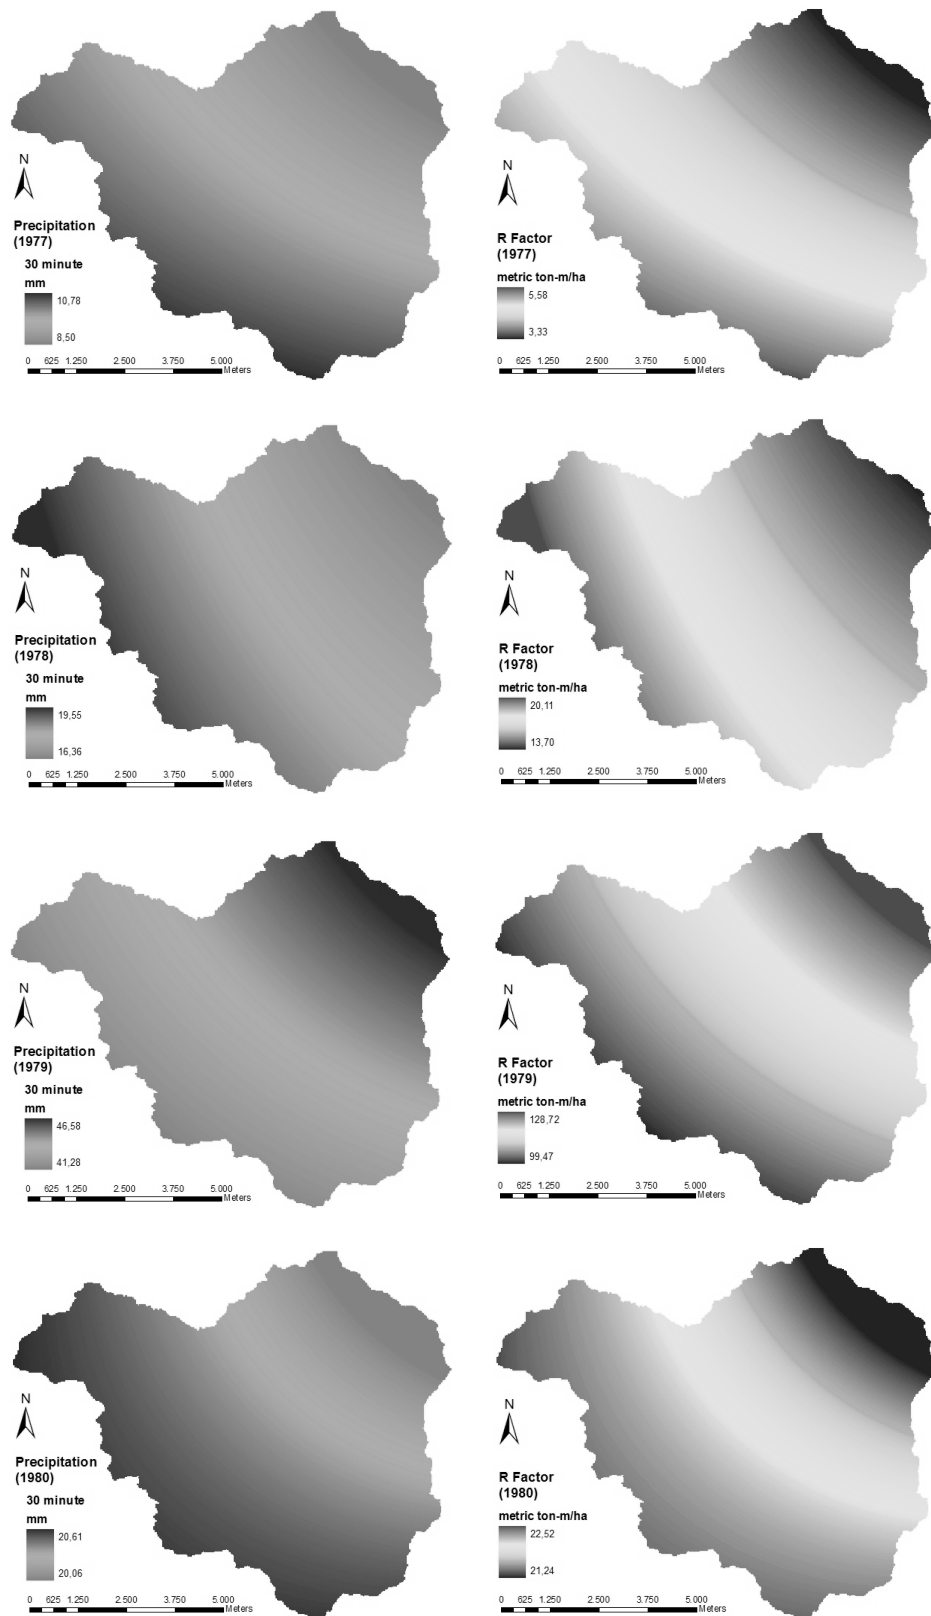 N
Precipitation
(1977)
30 minute
mm
10,78
8,50
0 625 1.250 2.500 3.750 5.000
Meters
N
R Factor
(1977)
metric ton-m/ha
5,58
3,33
0 625 1.250 2.500 3.750 5.000
Meters
N
Precipitation
(1978)
30 minute
mm
19,55
16,36
0 625 1.250 2.500 3.750 5.000
Meters
N
R Factor
(1978)
metric ton-m/ha
20,11
13,70
0 625 1.250 2.500 3.750 5.000
Meters
N
Precipitation
(1979)
30 minute
mm
46,58
41,28
0 625 1.250 2.500 3.750 5.000
Meters
N
R Factor
(1979)
metric ton-m/ha
128,72
99,47
0 625 1.250 2.500 3.750 5.000
Meters
N
Precipitation
(1980)
30 minute
mm
20,61
20,06
0 625 1.250 2.500 3.750 5.000
Meters
N
R Factor
(1980)
metric ton-m/ha
22,52
21,24
0 625 1.250 2.500 3.750 5.000
Meters